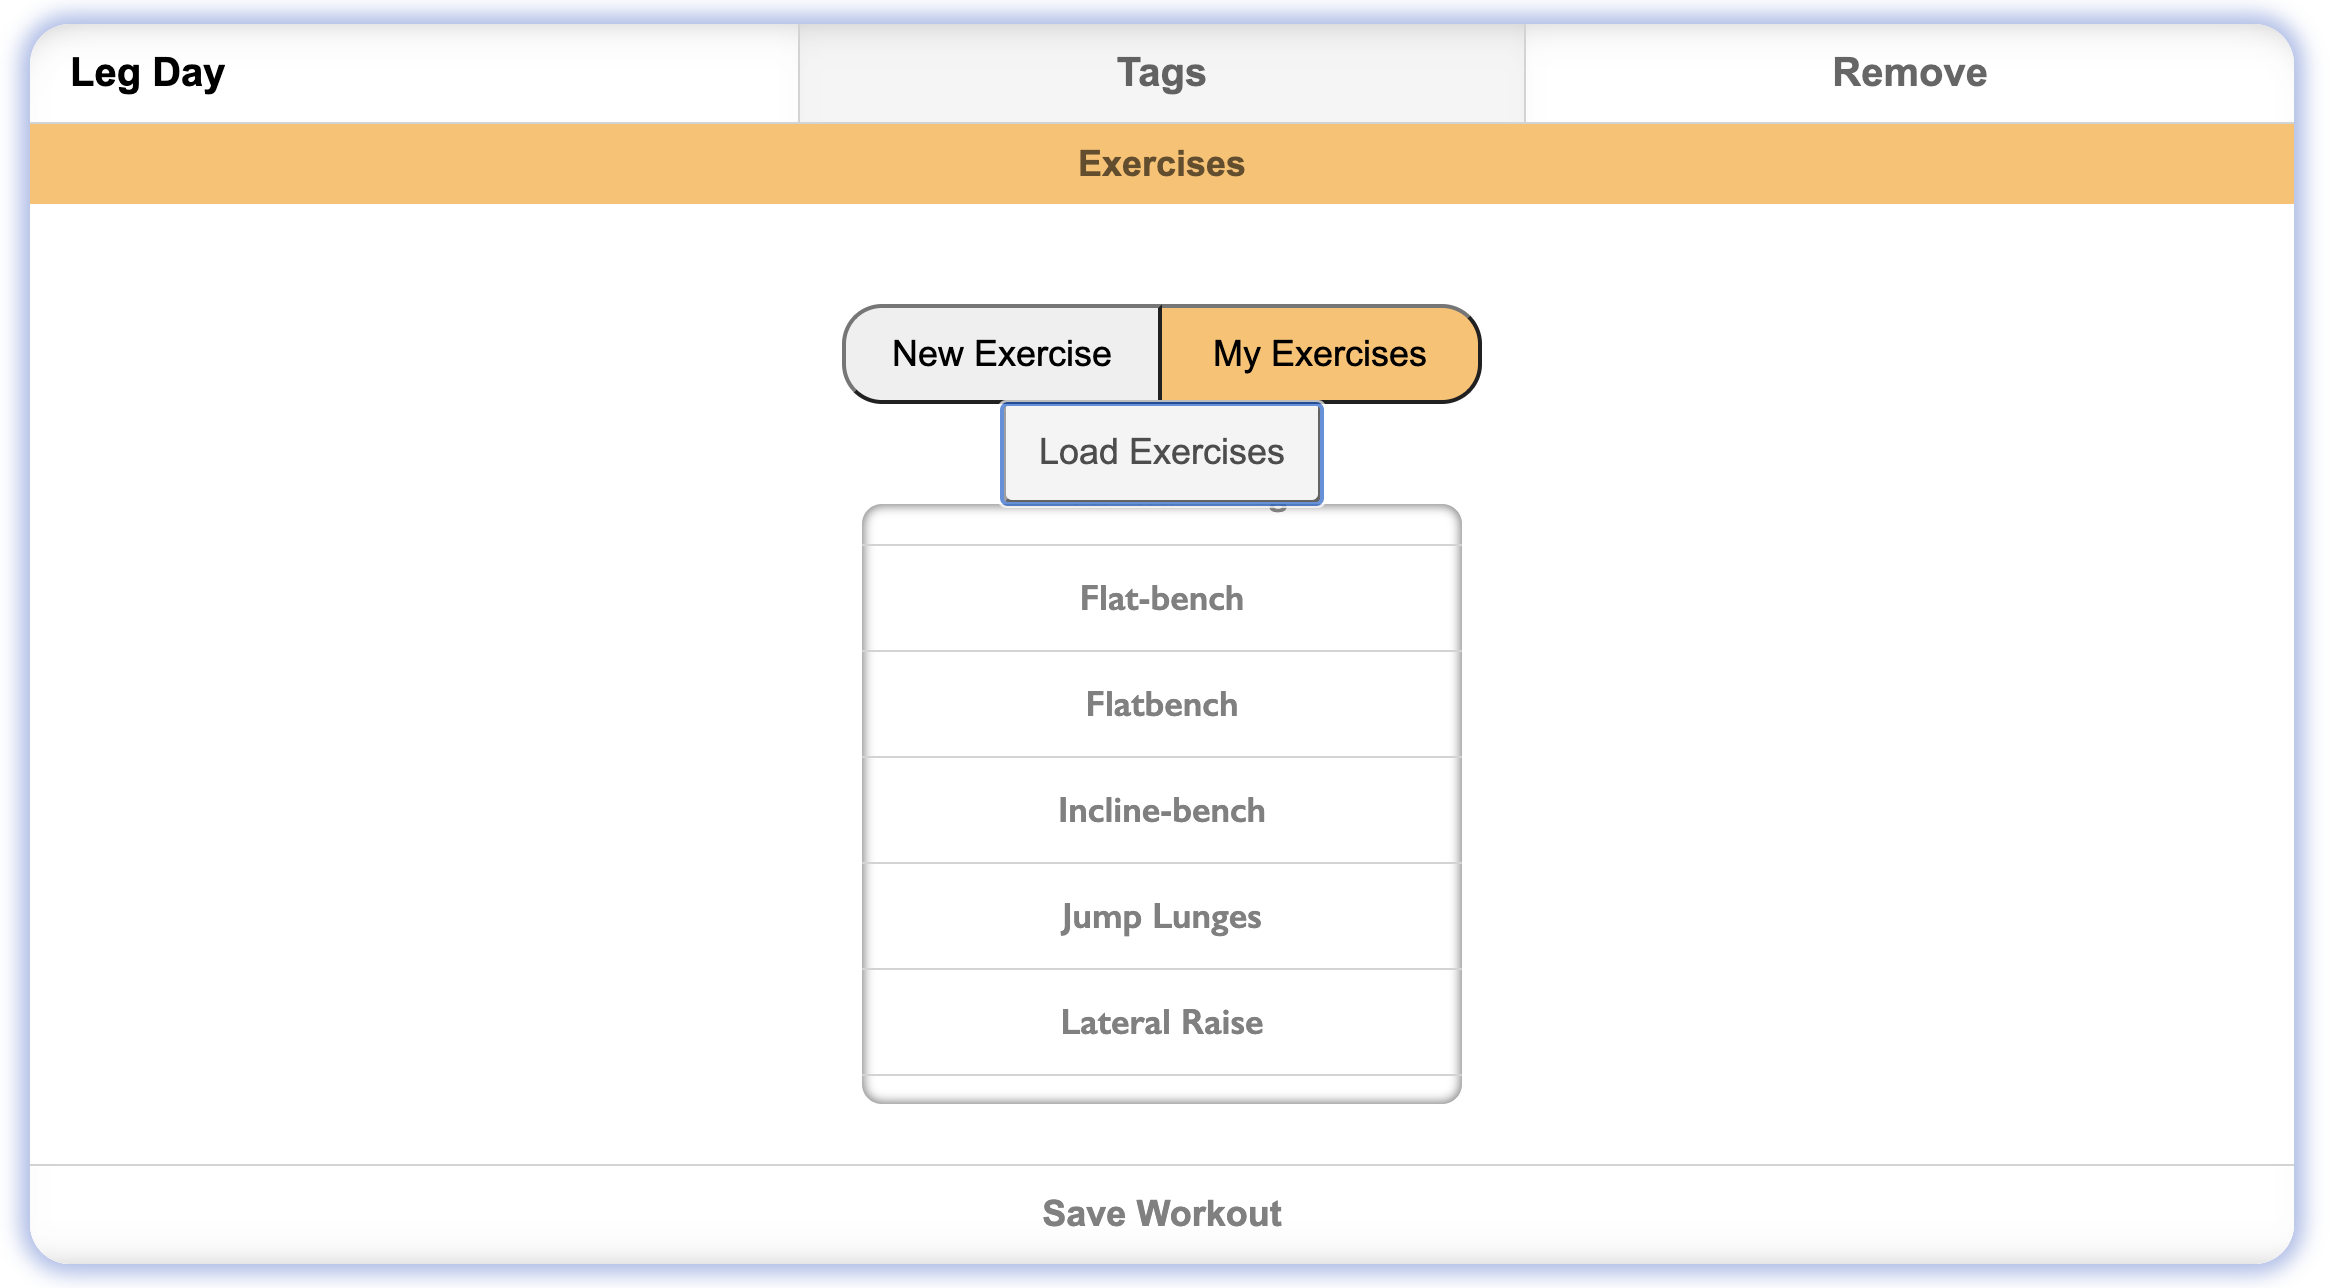 Leg Day
Tags
Remove
Exercises
New Exercise
My Exercises
Load Exercises
Flat-bench
Flatbench
Incline-bench
Jump Lunges
Lateral Raise
Save Workout